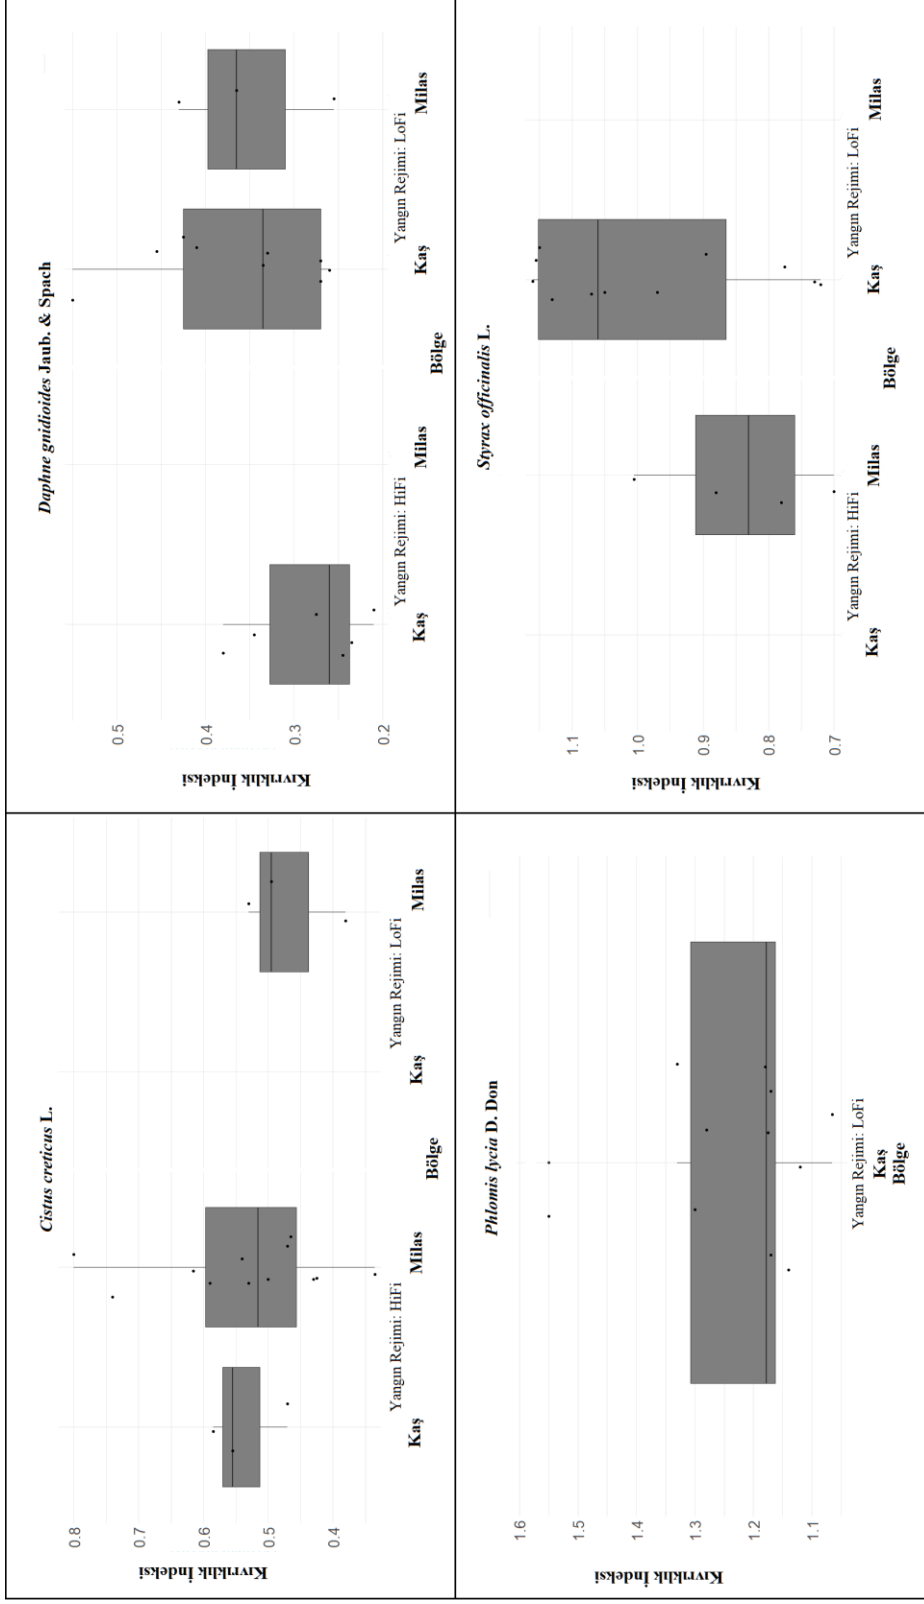 Cistus creticus L.
Kıvrıklık İndeksi
0.8
0.7
0.6
0.5
0.4
Yangın Rejimi: HiFi
Yangın Rejimi: LoFi
Kaş
Milas
Kaş
Milas
Bölge
Daphne gnidioides Jaub. & Spach
Kıvrıklık İndeksi
0.5
0.4
0.3
0.2
Yangın Rejimi: HiFi
Yangın Rejimi: LoFi
Kaş
Milas
Kaş
Milas
Bölge
Phlomis lycia D. Don
Kıvrıklık İndeksi
1.6
1.5
1.4
1.3
1.2
1.1
Yangın Rejimi: LoFi
Kaş
Bölge
Styrax officinalis L.
Kıvrıklık İndeksi
1.1
1.0
0.9
0.8
0.7
Yangın Rejimi: HiFi
Yangın Rejimi: LoFi
Kaş
Milas
Kaş
Milas
Bölge